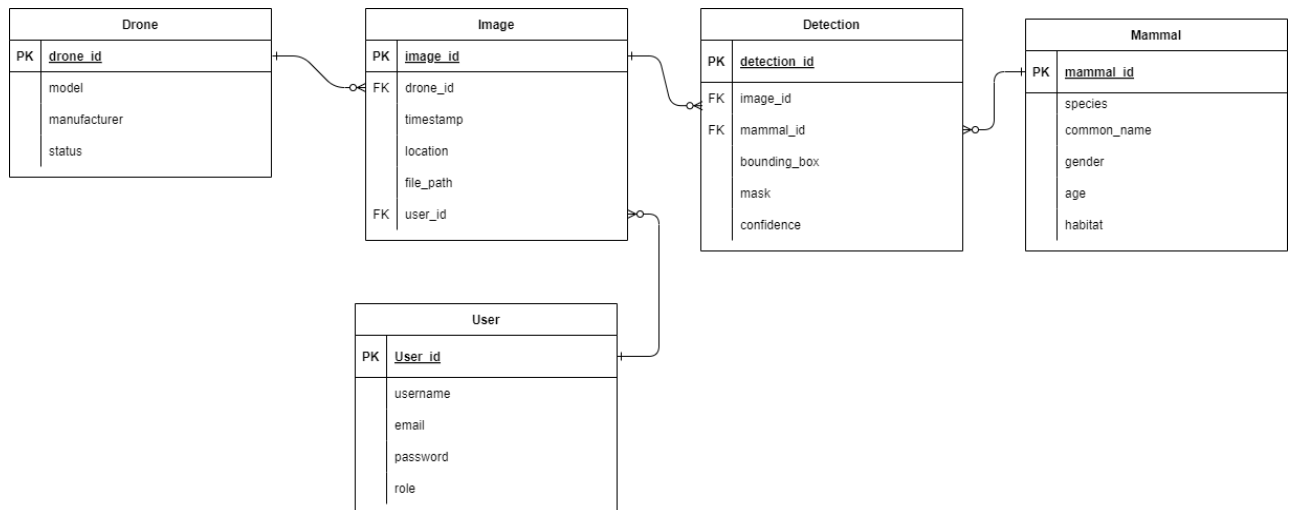 Drone
PK drone_id
model
manufacturer
status
Image
PK image_id
FK drone_id
timestamp
location
file_path
FK user_id
Detection
PK detection_id
FK image_id
FK mammal_id
bounding_box
mask
confidence
Mammal
PK mammal_id
species
common_name
gender
age
habitat
User
PK User_id
username
email
password
role